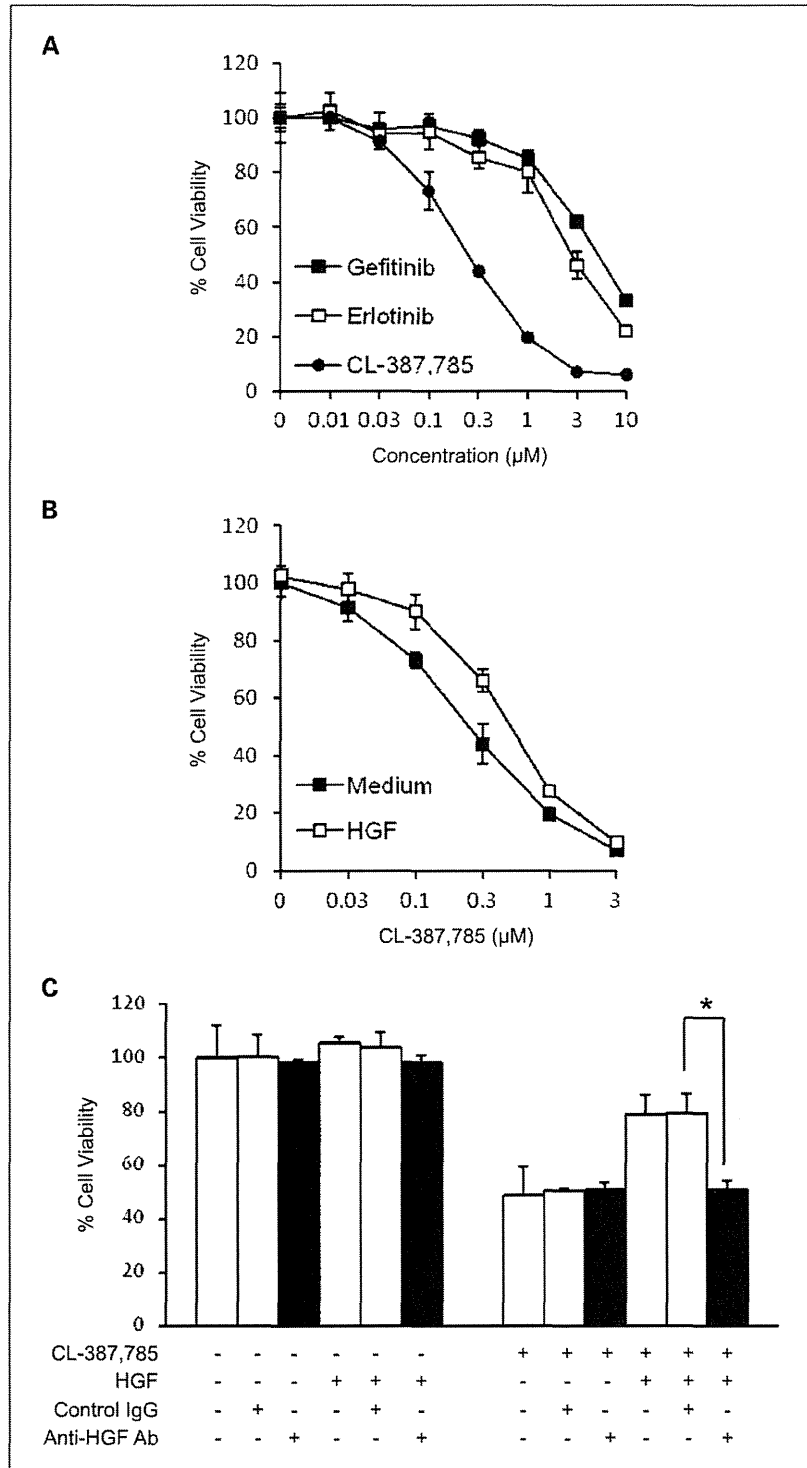 A
120
100
80
60
40
20
0
% Cell Viability
Gefitinib
Erlotinib
CL-387,785
0 0.01 0.03 0.1 0.3 1 3 10
Concentration (µM)
B
120
100
80
60
40
20
0
% Cell Viability
Medium
HGF
0 0.03 0.1 0.3 1 3
CL-387,785 (µM)
C
120
100
80
60
40
20
0
% Cell Viability
*
CL-387,785 - - - - - - + + + + + +
HGF - - - + + + - - - + + +
Control IgG - + - - + - - + - - + -
Anti-HGF Ab - - + - - + - - + - - +